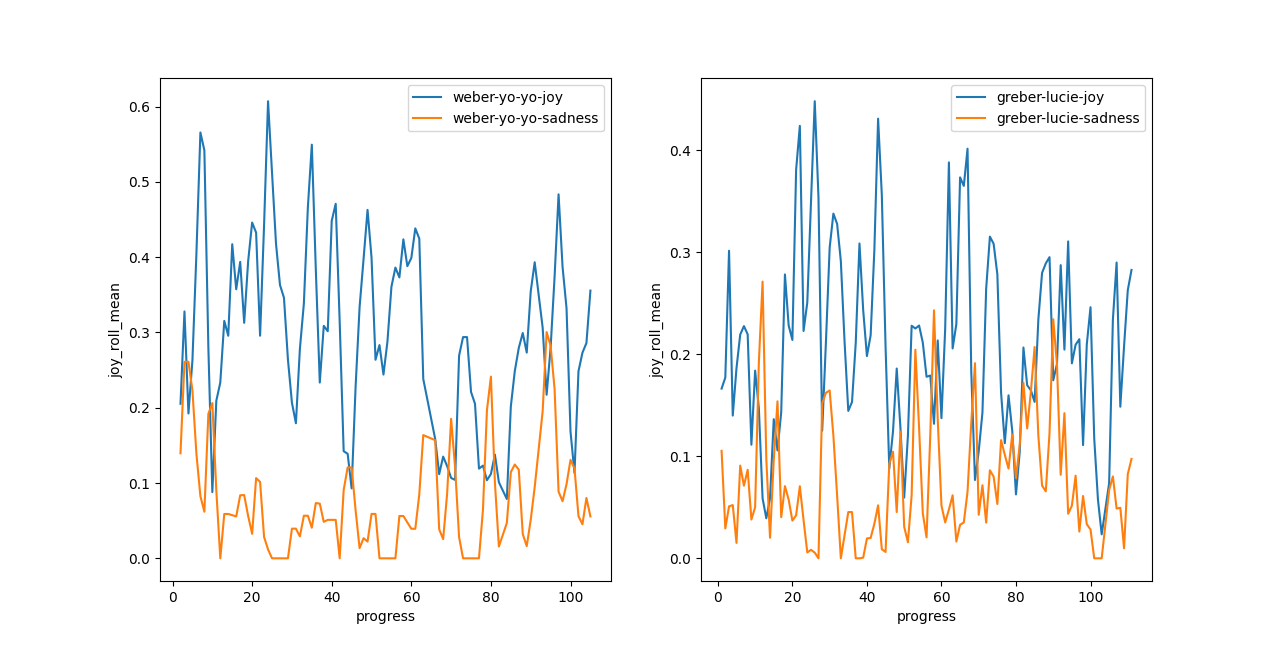 weber-yo-yo-joy
weber-yo-yo-sadness
0.6
0.5
0.4
0.3
0.2
0.1
0.0
joy_roll_mean
0 20 40 60 80 100
progress
greber-lucie-joy
greber-lucie-sadness
0.4
0.3
0.2
0.1
0.0
joy_roll_mean
0 20 40 60 80 100
progress